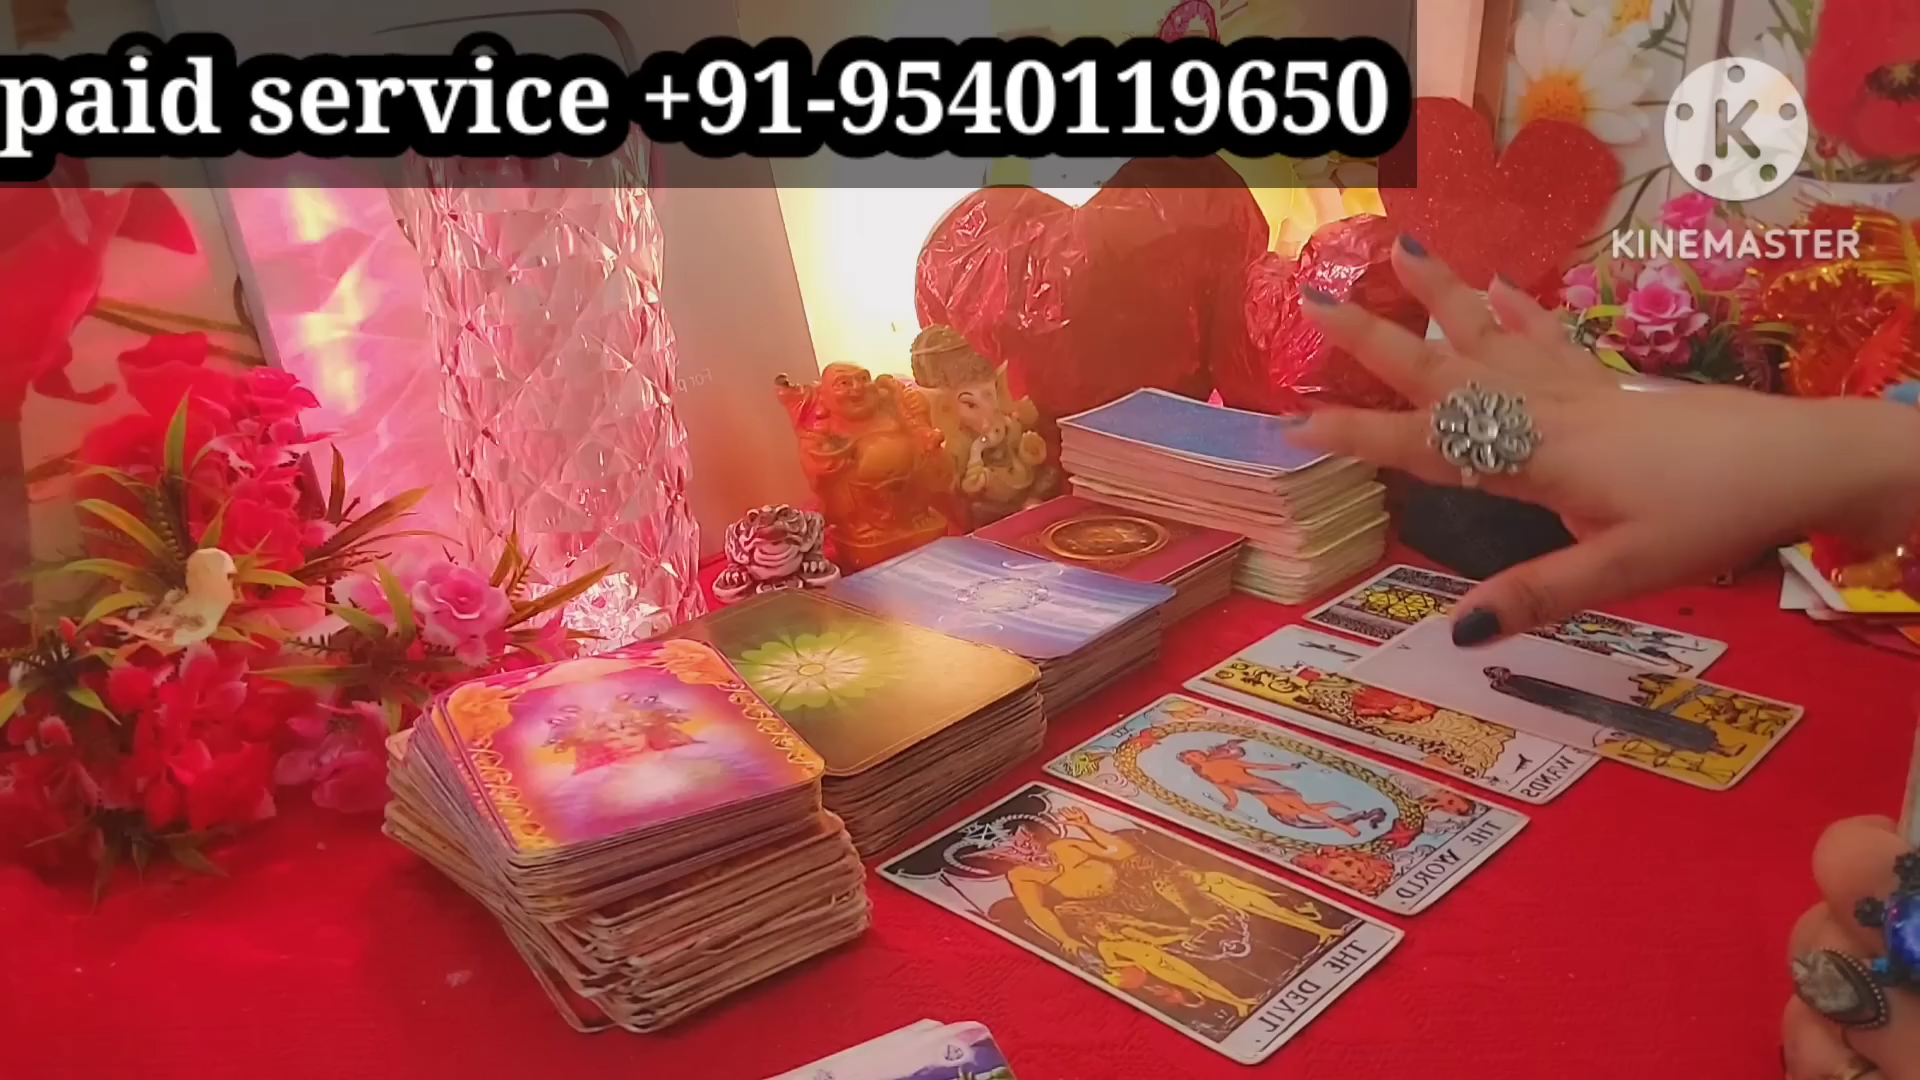 paid service +91-9540119650
K
KINEMASTER
WANDS
THE WORLD.
THE DEVIL.